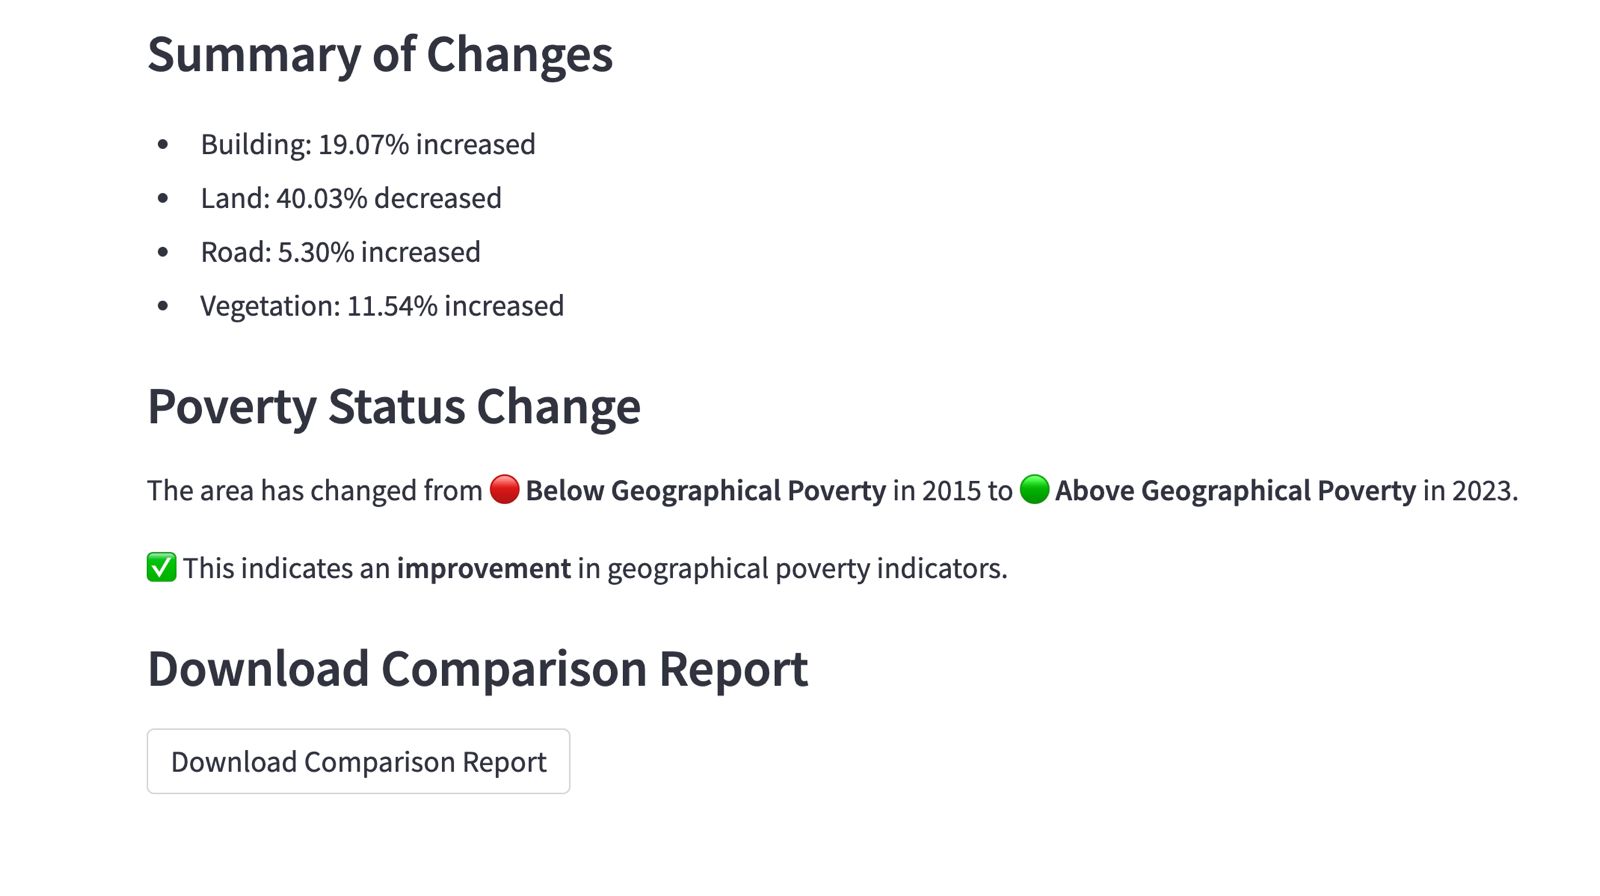 Summary of Changes
• Building: 19.07% increased
• Land: 40.03% decreased
• Road: 5.30% increased
• Vegetation: 11.54% increased
Poverty Status Change
The area has changed from 🔴 Below Geographical Poverty in 2015 to 🟢 Above Geographical Poverty in 2023.
✅ This indicates an improvement in geographical poverty indicators.
Download Comparison Report
Download Comparison Report